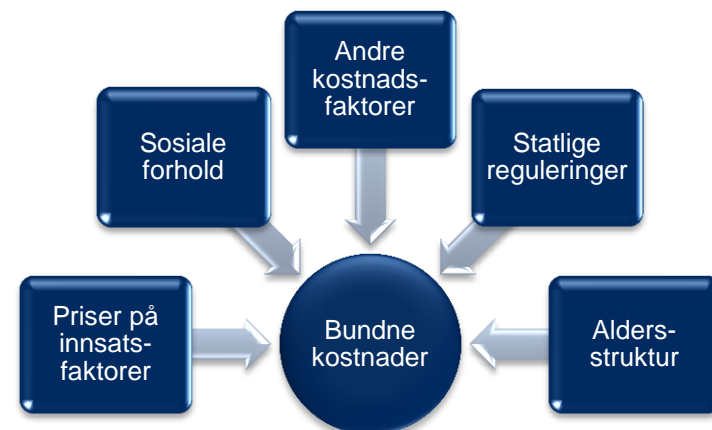 Andre
kostnads-
faktorer
Sosiale
forhold
Statlige
reguleringer
Priser på
innsats-
faktorer
Bundne
kostnader
Alders-
struktur